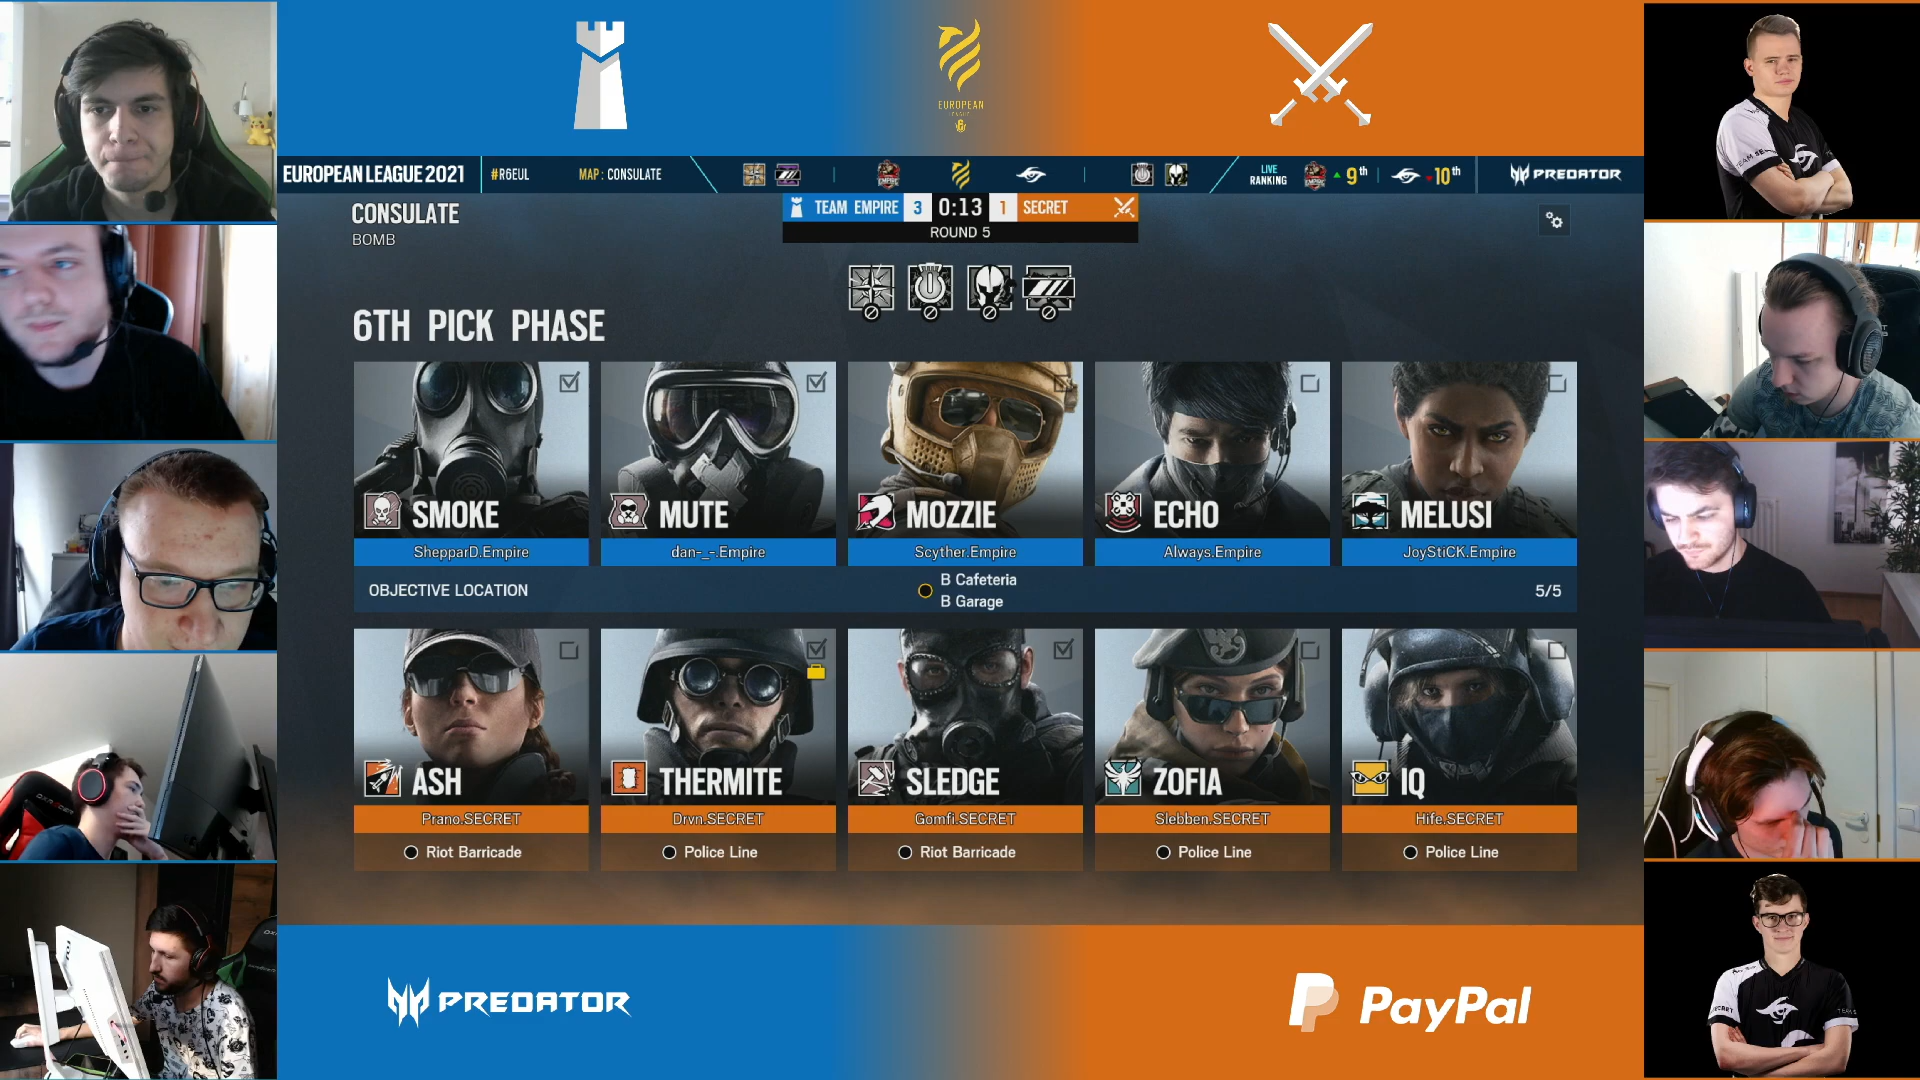 EUROPEAN
EUROPEAN LEAGUE 2021
#R6EUL
MAP: CONSULATE
LIVE
RANKING
9th
10th
PREDATOR
CONSULATE
BOMB
TEAM EMPIRE 3 0:13 1 SECRET
ROUND 5
6TH PICK PHASE
SMOKE
MUTE
MOZZIE
ECHO
MELUSI
ShepparD.Empire
dan-_-.Empire
Scyther.Empire
Always.Empire
JoyStiCK.Empire
OBJECTIVE LOCATION
B Cafeteria
B Garage
5/5
ASH
THERMITE
SLEDGE
ZOFIA
IQ
Prano.SECRET
Drvn.SECRET
Gomfi.SECRET
Slebben.SECRET
Hife.SECRET
Riot Barricade
Police Line
Riot Barricade
Police Line
Police Line
PREDATOR
PayPal